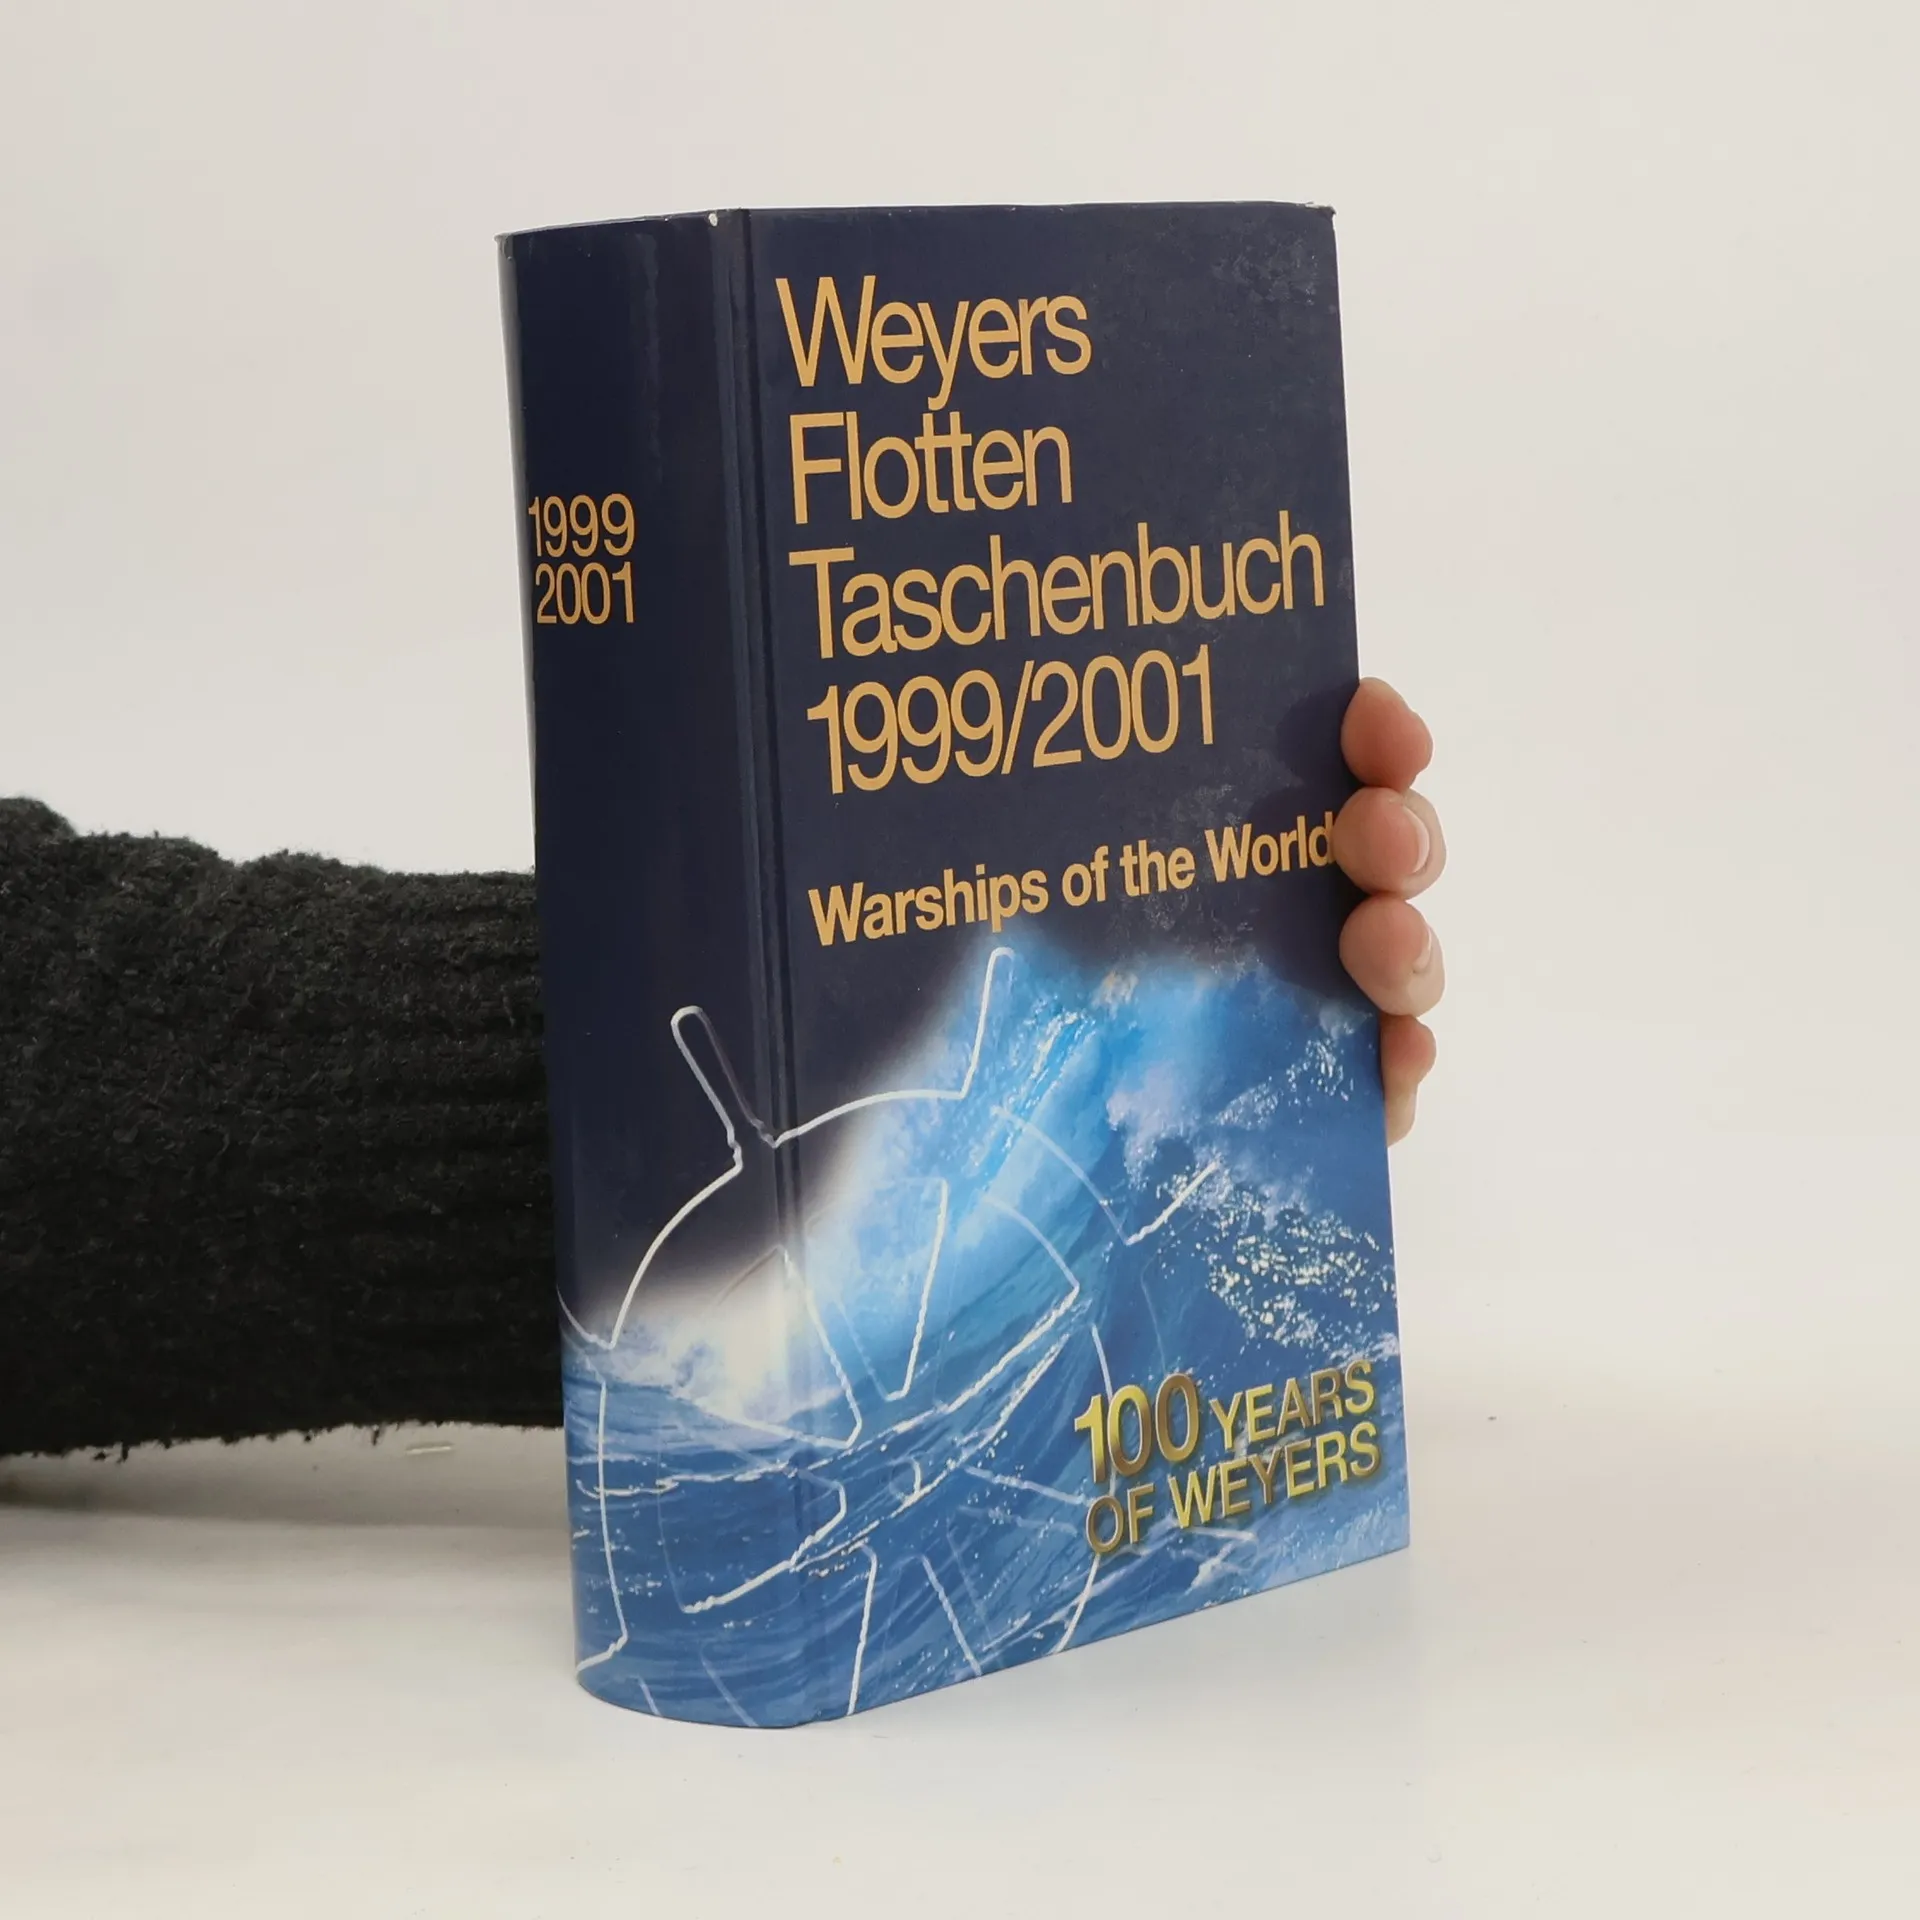 1999
2001
Weyers
Flotten
Taschenbuch
1999/2001
Warships of the World
100 YEARS
OF WEYERS